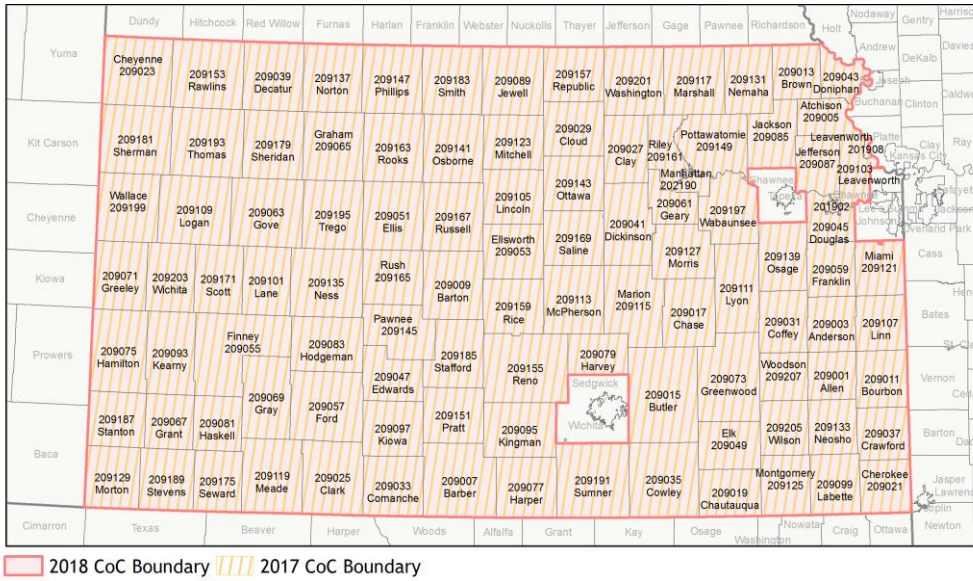 Dundy Hitchcock Red Willow Furnas Harlan Franklin Webster Nuckolls Thayer Jefferson Gage Pawnee Richardson Holt Nodaway Gentry Harriso
Andrew
DeKalb Davies
Yuma
Cheyenne
209023
209153
Rawlins
209039
Decatur
209137
Norton
209147
Phillips
209183
Smith
209089
Jewell
209157
Republic
209201
Washington
209117
Marshall
209131
Nemaha
209013
Brown
209043
Doniphan
Joseph
Buchanan Clinton Caldwe
Atchison
209005
Kit Carson
209181
Sherman
209193
Thomas
209179
Sheridan
Graham
209065
209163
Rooks
209141
Osborne
209123
Mitchell
209029
Cloud
209027
Clay
Riley
209161
Pottawatomie
209149
Jackson
209085
Jefferson
209087
Leavenworth
201908
Platte
Clay Ray
Kansas City
209103
Leavenworth
Manhattan
202190
Shawnee
Topeka
Cheyenne
Wallace
209199
209109
Logan
209063
Gove
209195
Trego
209051
Ellis
209167
Russell
209105
Lincoln
209143
Ottawa
209061
Geary
209041
Dickinson
209197
Wabaunsee
201902
209045
Douglas
Shawnee
Lafayet
Johnson
Overland Park
Jackson
Ellsworth
209053
209169
Saline
209127
Morris
209139
Osage
209059
Franklin
Miami
209121
Cass
Kiowa
209071
Greeley
209203
Wichita
209171
Scott
209101
Lane
209135
Ness
Rush
209165
209009
Barton
209159
Rice
209113
McPherson
Marion
209115
209017
Chase
209111
Lyon
209031
Coffey
209003
Anderson
209107
Linn
Bates
Prowers
209075
Hamilton
209093
Kearny
Finney
209055
209083
Hodgeman
Pawnee
209145
209185
Stafford
209155
Reno
209079
Harvey
Sedgwick
Wichita
209015
Butler
209073
Greenwood
Woodson
209207
209001
Allen
209011
Bourbon
Vernon
209069
Gray
209057
Ford
209047
Edwards
209187
Stanton
209067
Grant
209081
Haskell
209097
Kiowa
209151
Pratt
209095
Kingman
Elk
209049
209205
Wilson
209133
Neosho
209037
Crawford
Barton
Baca
209129
Morton
209189
Stevens
209175
Seward
209119
Meade
209025
Clark
209033
Comanche
209007
Barber
209077
Harper
209191
Sumner
209035
Cowley
209019
Chautauqua
Montgomery
209125
209099
Labette
Cherokee
209021
Jasper
Lawrenc
Joplin
Cimarron Texas Beaver Harper Woods Alfalfa Grant Kay Osage Washington Nowata Craig Ottawa Newton
2018 CoC Boundary 2017 CoC Boundary